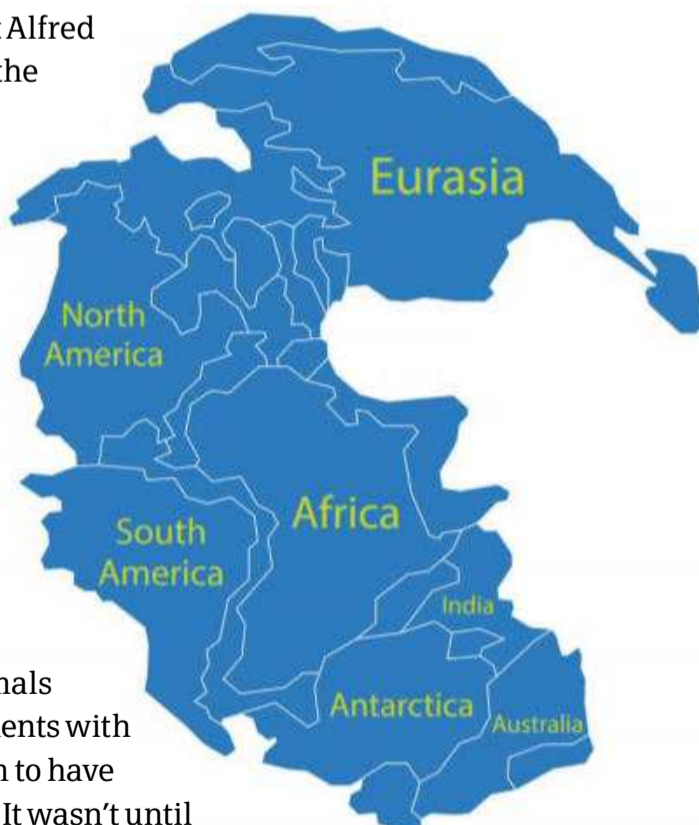 t Alfred
the
Eurasia
North
America
Africa
South
America
India
Antarctica
Australia
nals
ents with
n to have
It wasn't until